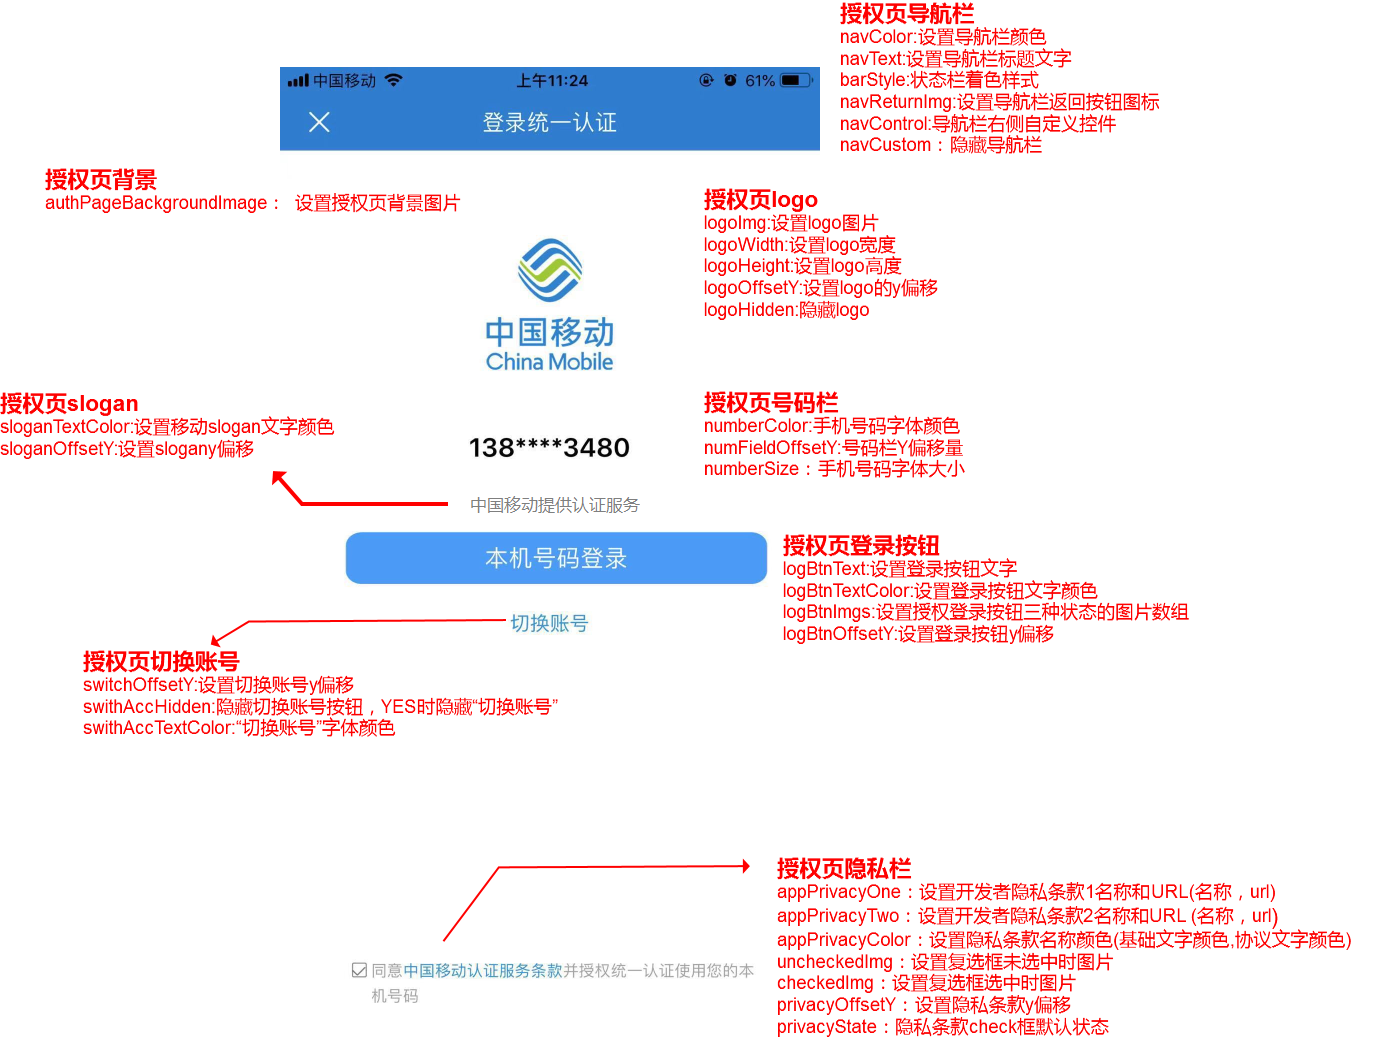 授权页导航栏
navColor:设置导航栏颜色
navText:设置导航栏标题文字
barStyle:状态栏着色样式
navReturnImg:设置导航栏返回按钮图标
navControl:导航栏右侧自定义控件
navCustom：隐藏导航栏
中国移动
上午11:24
61%
登录统一认证
授权页背景
authPageBackgroundImage： 设置授权页背景图片
授权页logo
logoImg:设置logo图片
logoWidth:设置logo宽度
logoHeight:设置logo高度
logoOffsetY:设置logo的y偏移
logoHidden:隐藏logo
中国移动
China Mobile
授权页slogan
sloganTextColor:设置移动slogan文字颜色
sloganOffsetY:设置slogany偏移
授权页号码栏
numberColor:手机号码字体颜色
numFieldOffsetY:号码栏Y偏移量
numberSize：手机号码字体大小
138****3480
中国移动提供认证服务
本机号码登录
授权页登录按钮
logBtnText:设置登录按钮文字
logBtnTextColor:设置登录按钮文字颜色
logBtnImgs:设置授权登录按钮三种状态的图片数组
logBtnOffsetY:设置登录按钮y偏移
切换账号
授权页切换账号
switchOffsetY:设置切换账号y偏移
swithAccHidden:隐藏切换账号按钮，YES时隐藏“切换账号”
swithAccTextColor:“切换账号”字体颜色
授权页隐私栏
appPrivacyOne：设置开发者隐私条款1名称和URL(名称，url)
appPrivacyTwo：设置开发者隐私条款2名称和URL (名称，url)
appPrivacyColor：设置隐私条款名称颜色(基础文字颜色,协议文字颜色)
uncheckedImg：设置复选框未选中时图片
checkedImg：设置复选框选中时图片
privacyOffsetY：设置隐私条款y偏移
privacyState：隐私条款check框默认状态
同意中国移动认证服务条款并授权统一认证使用您的本
机号码